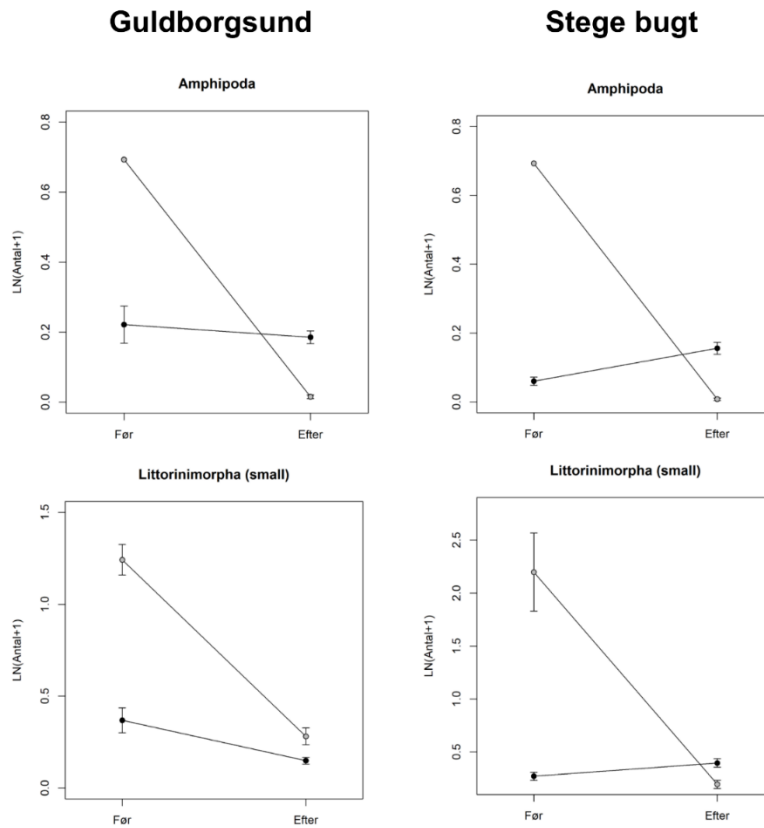 Guldborgsund
Stege bugt
Amphipoda
LN(Antal+1)
0.8
0.6
0.4
0.2
0.0
Før
Efter
Amphipoda
LN(Antal+1)
0.8
0.6
0.4
0.2
0.0
Før
Efter
Littorinimorpha (small)
LN(Antal+1)
1.5
1.0
0.5
0.0
Før
Efter
Littorinimorpha (small)
LN(Antal+1)
2.5
2.0
1.5
1.0
0.5
Før
Efter